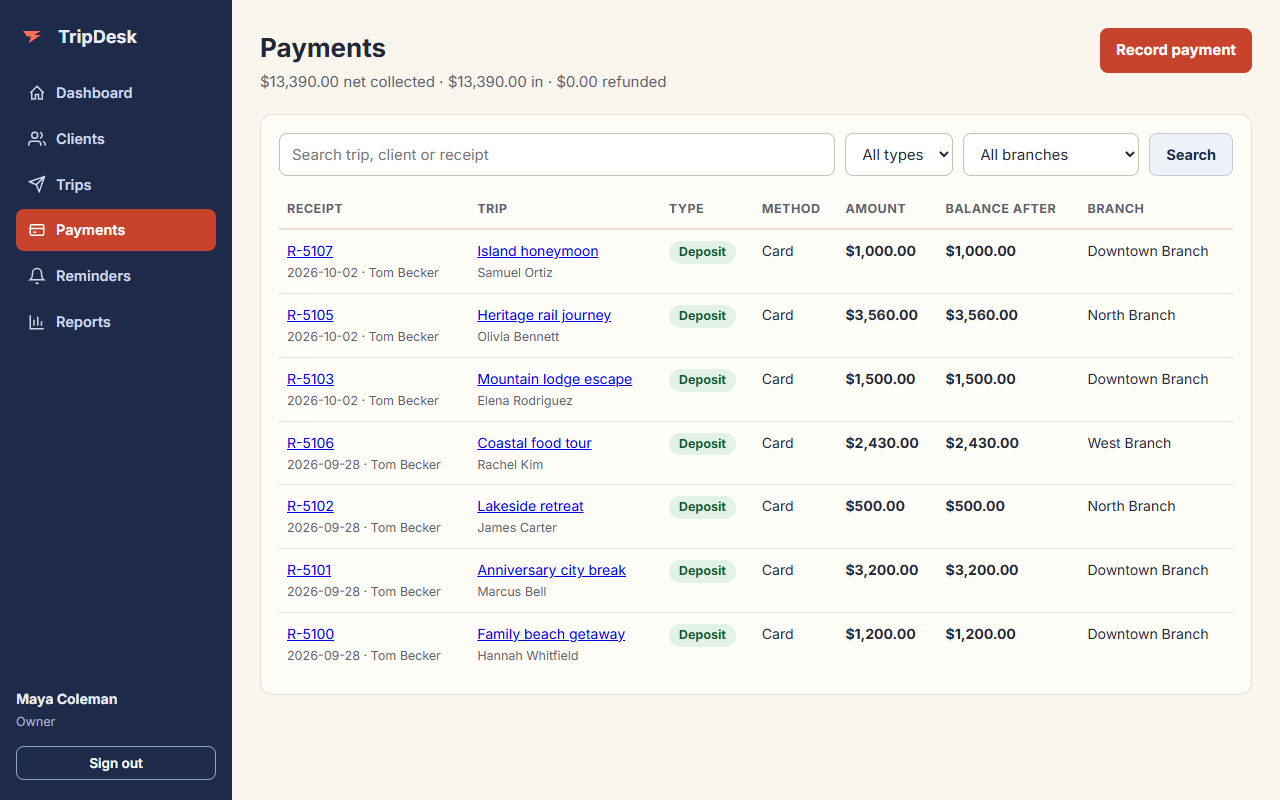 TripDesk
Dashboard
Clients
Trips
Payments
Reminders
Reports
Maya Coleman
Owner
Sign out
Payments
$13,390.00 net collected · $13,390.00 in · $0.00 refunded
Record payment
Search trip, client or receipt
All types
All branches
Search
RECEIPT TRIP TYPE METHOD AMOUNT BALANCE AFTER BRANCH
R-5107 Island honeymoon Deposit Card $1,000.00 $1,000.00 Downtown Branch
2026-10-02 · Tom Becker Samuel Ortiz
R-5105 Heritage rail journey Deposit Card $3,560.00 $3,560.00 North Branch
2026-10-02 · Tom Becker Olivia Bennett
R-5103 Mountain lodge escape Deposit Card $1,500.00 $1,500.00 Downtown Branch
2026-10-02 · Tom Becker Elena Rodriguez
R-5106 Coastal food tour Deposit Card $2,430.00 $2,430.00 West Branch
2026-09-28 · Tom Becker Rachel Kim
R-5102 Lakeside retreat Deposit Card $500.00 $500.00 North Branch
2026-09-28 · Tom Becker James Carter
R-5101 Anniversary city break Deposit Card $3,200.00 $3,200.00 Downtown Branch
2026-09-28 · Tom Becker Marcus Bell
R-5100 Family beach getaway Deposit Card $1,200.00 $1,200.00 Downtown Branch
2026-09-28 · Tom Becker Hannah Whitfield